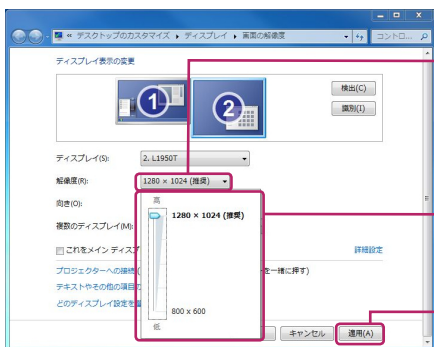 « デスクトップのカスタマイズ ▸ ディスプレイ ▸ 画面の解像度
コントロ...
ディスプレイ表示の変更
検出(C)
識別(I)
1
2
ディスプレイ(S): 2. L1950T
解像度(R): 1280 × 1024 (推奨)
向き(O):
高
1280 × 1024 (推奨)
複数のディスプレイ(M):
これをメイン ディスプ
詳細設定
プロジェクターへの接続
ーを一緒に押す)
テキストやその他の項目の
どのディスプレイ設定を
800 x 600
低
キャンセル
適用(A)